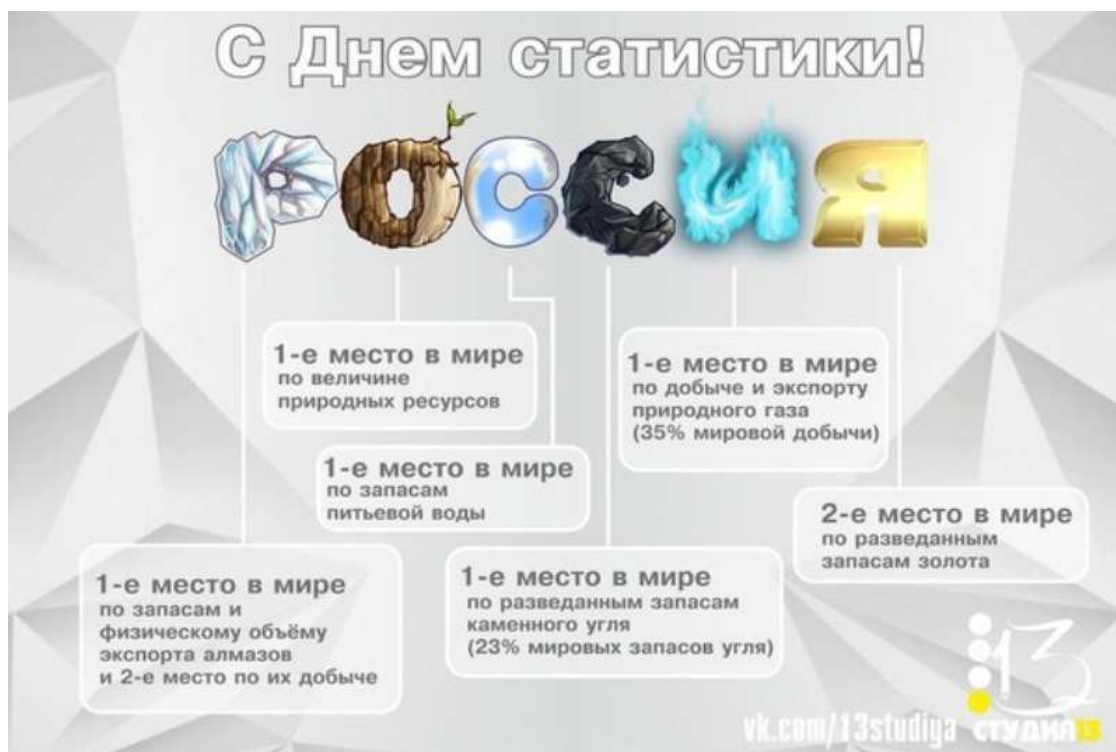 С Днем статистики!
РОССИЯ
1-е место в мире
по величине
природных ресурсов
1-е место в мире
по добыче и экспорту
природного газа
(35% мировой добычи)
1-е место в мире
по запасам
питьевой воды
2-е место в мире
по разведанным
запасам золота
1-е место в мире
по запасам и
физическому объёму
экспорта алмазов
и 2-е место по их добыче
1-е место в мире
по разведанным запасам
каменного угля
(23% мировых запасов угля)
13
vk.com/13studiya СТУДИЯ13